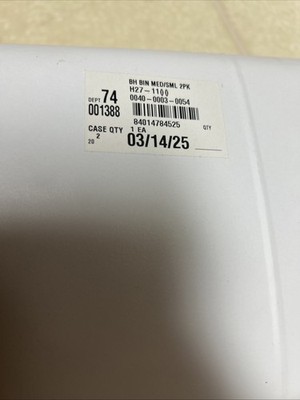 BH BIN MED/SML 2PK
DEPT 74 H27-1100
001388 0040-0003-0054
84014784525 QTY
CASE QTY 1 EA
2
20 03/14/25